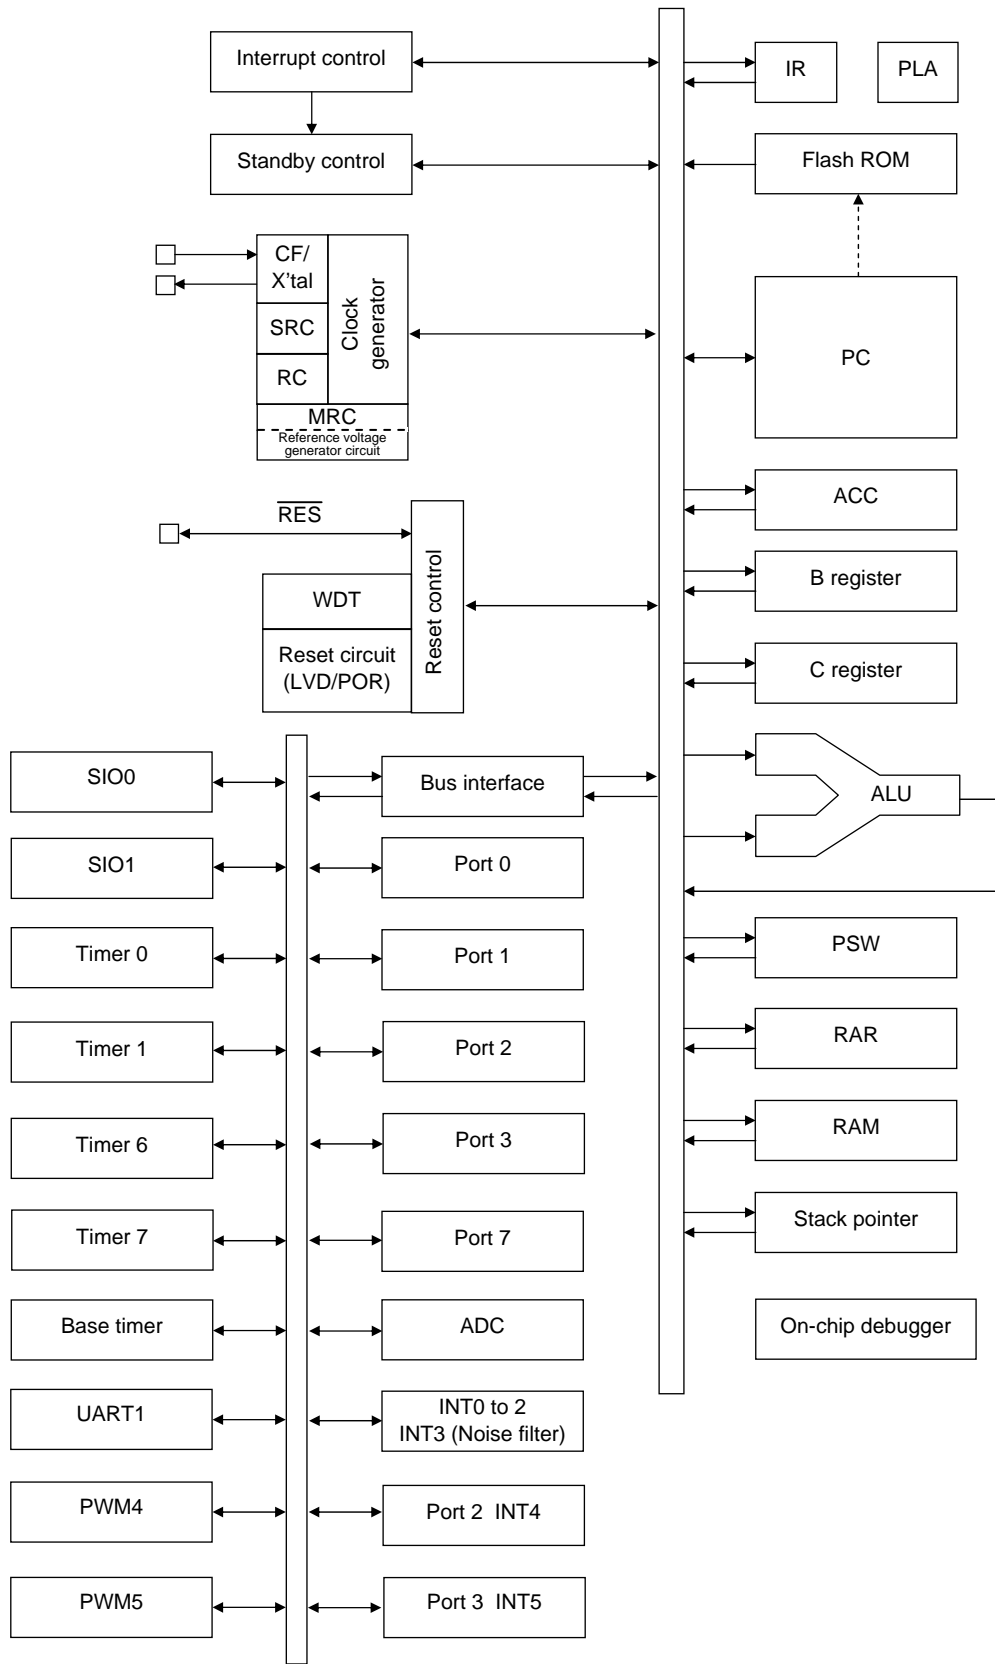 Interrupt control
IR
PLA
Standby control
Flash ROM
CF/
X'tal
SRC
RC
Clock
generator
MRC
Reference voltage
generator circuit
PC
RES
WDT
Reset circuit
(LVD/POR)
Reset control
ACC
B register
C register
ALU
SIO0
Bus interface
SIO1
Port 0
Timer 0
Port 1
PSW
Timer 1
Port 2
RAR
Timer 6
Port 3
RAM
Timer 7
Port 7
Stack pointer
Base timer
ADC
On-chip debugger
UART1
INT0 to 2
INT3 (Noise filter)
PWM4
Port 2 INT4
PWM5
Port 3 INT5